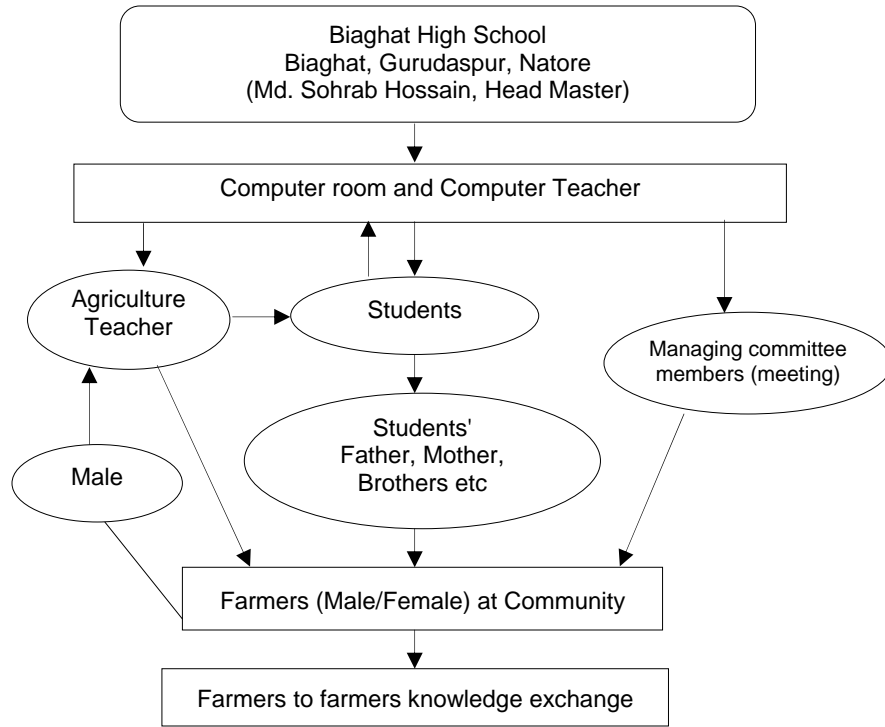 Biaghat High School
Biaghat, Gurudaspur, Natore
(Md. Sohrab Hossain, Head Master)
Computer room and Computer Teacher
Agriculture
Teacher
Students
Managing committee
members (meeting)
Students'
Father, Mother,
Brothers etc
Male
Farmers (Male/Female) at Community
Farmers to farmers knowledge exchange